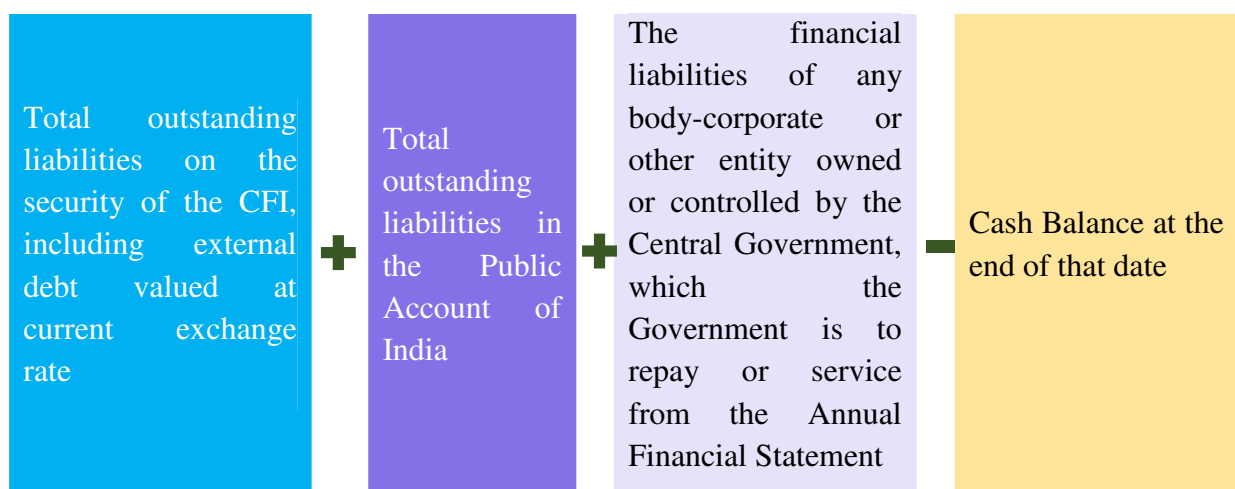 Total outstanding
liabilities on the
security of the CFI,
including external
debt valued at
current exchange
rate
Total
outstanding
liabilities in
the Public
Account of
India
The financial
liabilities of any
body-corporate or
other entity owned
or controlled by the
Central Government,
which the
Government is to
repay or service
from the Annual
Financial Statement
Cash Balance at the
end of that date